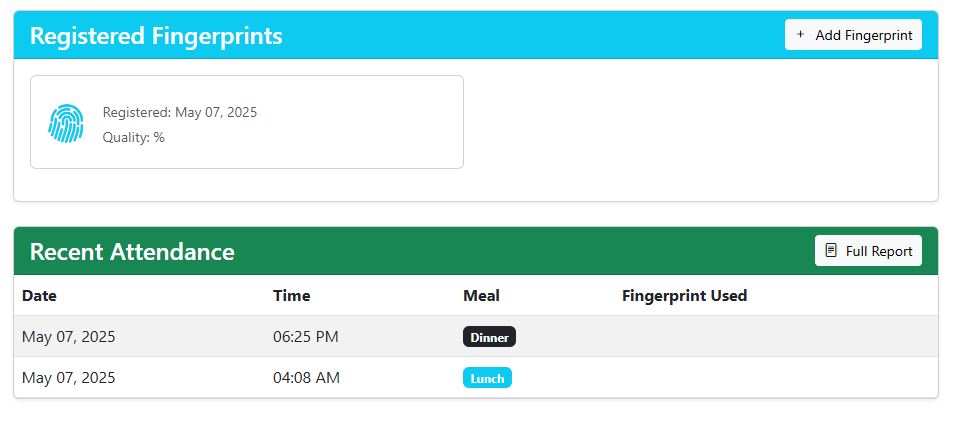 Registered Fingerprints
+ Add Fingerprint
Registered: May 07, 2025
Quality: %
Recent Attendance
Full Report
Date Time Meal Fingerprint Used
May 07, 2025 06:25 PM Dinner
May 07, 2025 04:08 AM Lunch